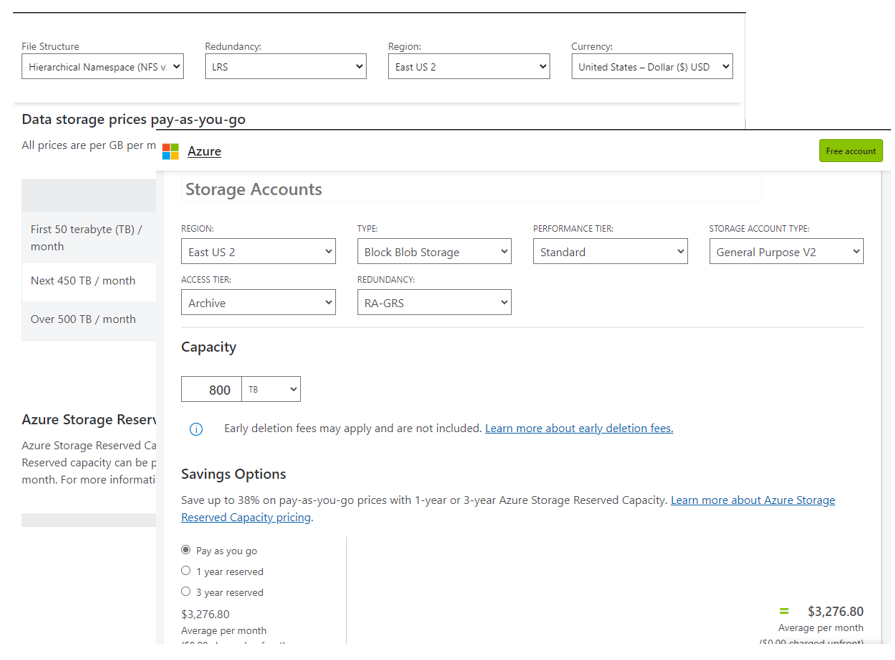 File Structure
Redundancy:
Region:
Currency:
Hierarchical Namespace (NFS v
LRS
East US 2
United States – Dollar ($) USD
Data storage prices pay-as-you-go
All prices are per GB per m
First 50 terabyte (TB) /
month
Next 450 TB / month
Over 500 TB / month
Azure Storage Reserv
Azure Storage Reserved Ca
Reserved capacity can be p
month. For more informati
Azure
Free account
Storage Accounts
REGION:
TYPE:
PERFORMANCE TIER:
STORAGE ACCOUNT TYPE:
East US 2
Block Blob Storage
Standard
General Purpose V2
ACCESS TIER:
REDUNDANCY:
Archive
RA-GRS
Capacity
800 TB
Early deletion fees may apply and are not included. Learn more about early deletion fees.
Savings Options
Save up to 38% on pay-as-you-go prices with 1-year or 3-year Azure Storage Reserved Capacity. Learn more about Azure Storage
Reserved Capacity pricing.
Pay as you go
1 year reserved
3 year reserved
$3,276.80
Average per month
= $3,276.80
Average per month